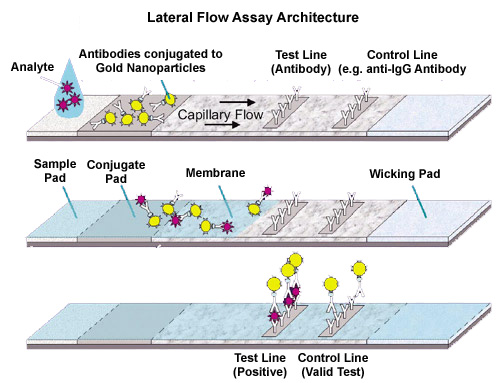 Lateral Flow Assay Architecture
Analyte
Antibodies conjugated to
Gold Nanoparticles
Test Line
(Antibody)
Control Line
(e.g. anti-IgG Antibody
Capillary Flow
Sample
Pad
Conjugate
Pad
Membrane
Wicking Pad
Test Line
(Positive)
Control Line
(Valid Test)